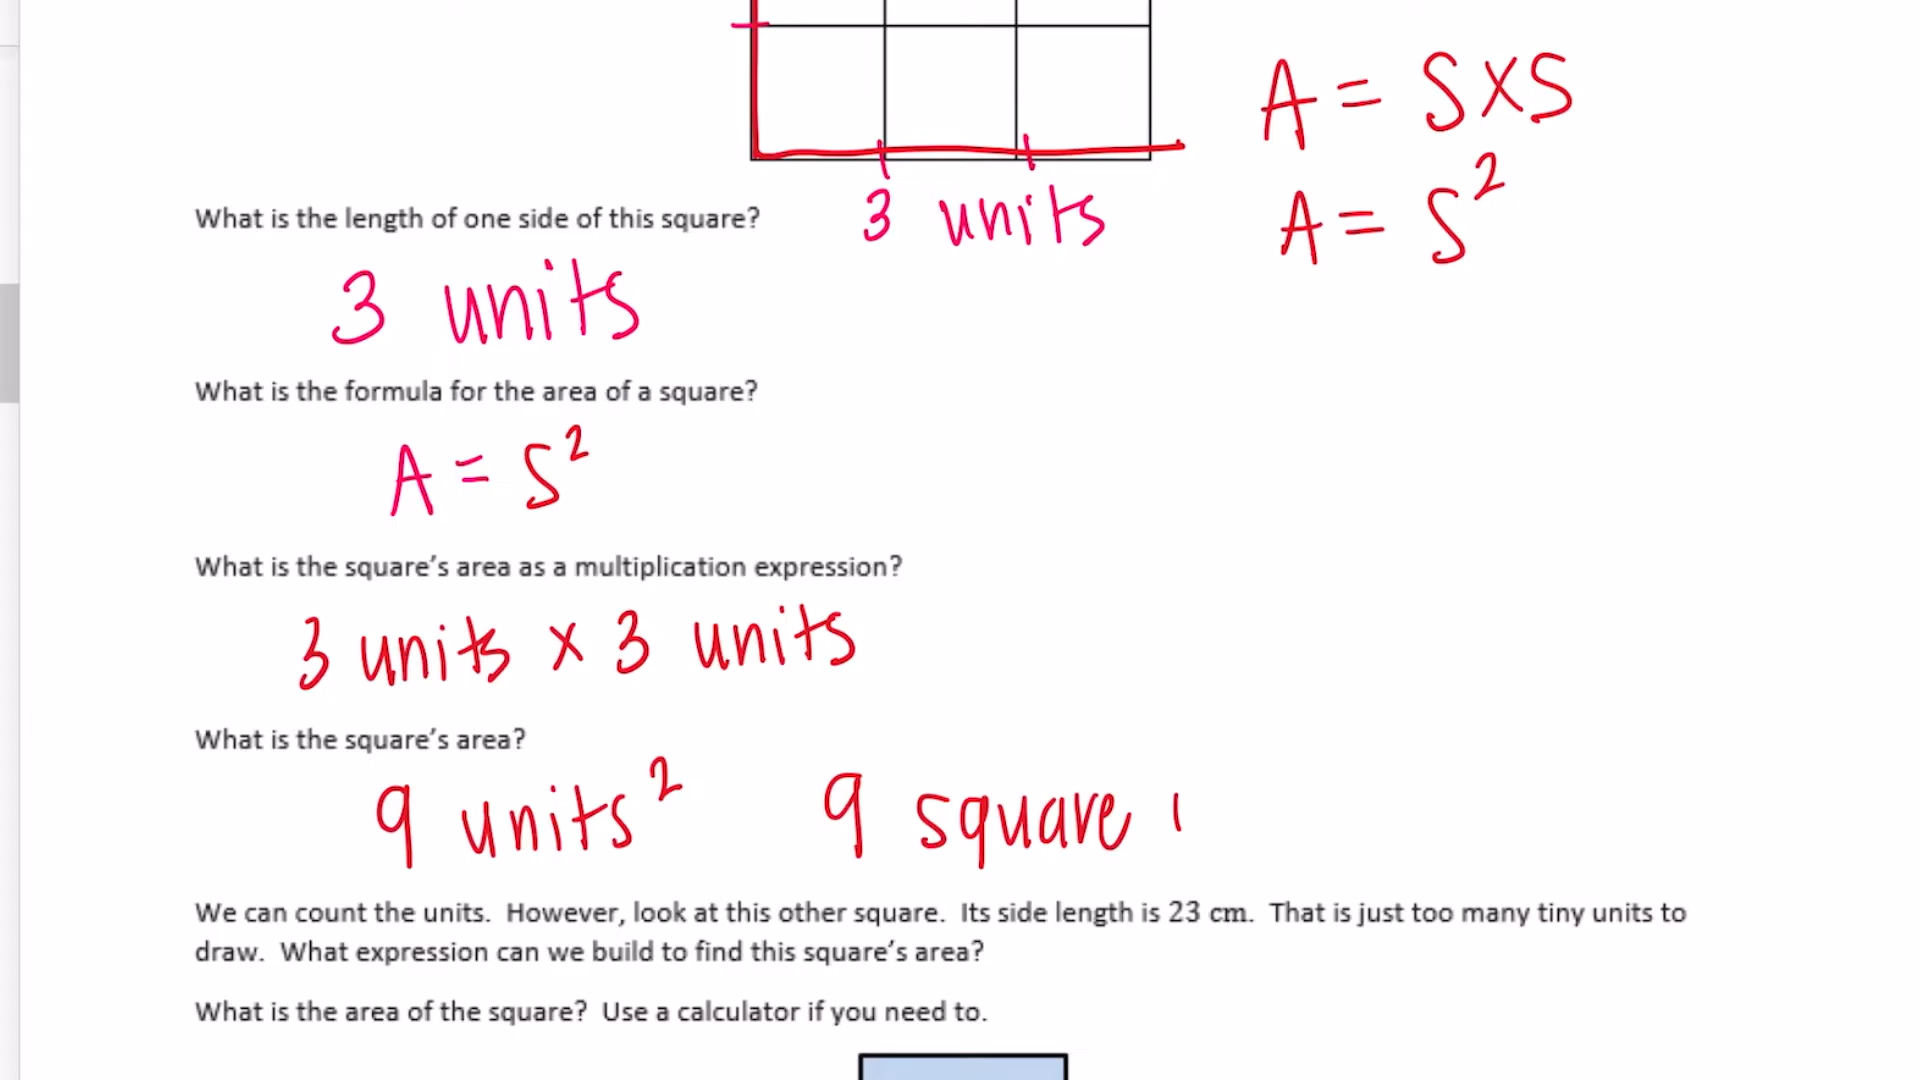 A = S×S
A = S²
3 units
What is the length of one side of this square?
3 units
What is the formula for the area of a square?
A = S²
What is the square's area as a multiplication expression?
3 units × 3 units
What is the square's area?
9 units² 9 square
We can count the units. However, look at this other square. Its side length is 23 cm. That is just too many tiny units to
draw. What expression can we build to find this square's area?
What is the area of the square? Use a calculator if you need to.